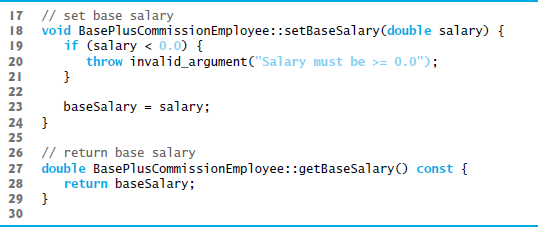 17 // set base salary
18 void BasePlusCommissionEmployee::setBaseSalary(double salary) {
19 if (salary < 0.0) {
20 throw invalid_argument("Salary must be >= 0.0");
21 }
22
23 baseSalary = salary;
24 }
25
26 // return base salary
27 double BasePlusCommissionEmployee::getBaseSalary() const {
28 return baseSalary;
29 }
30